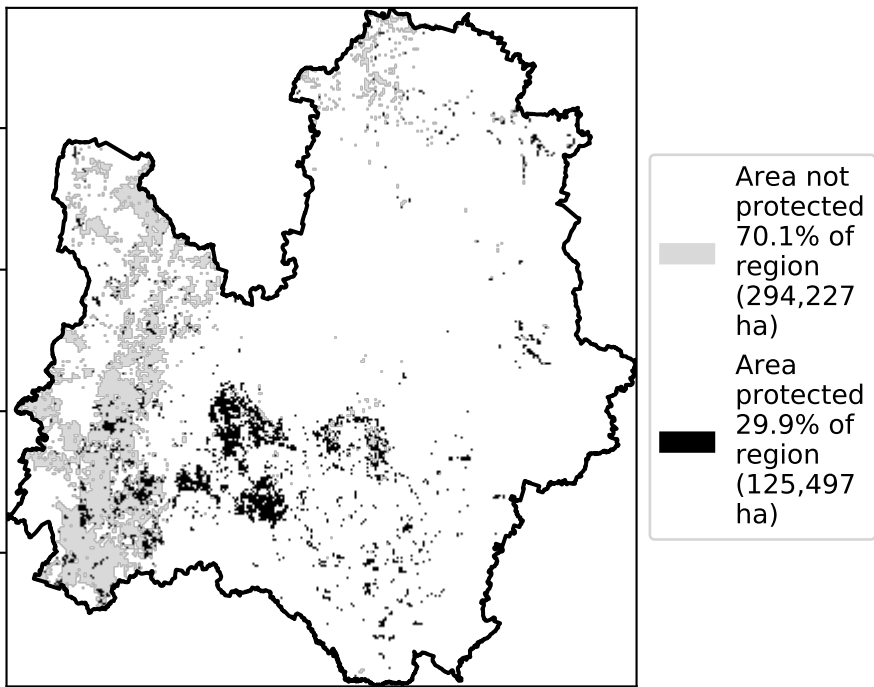 Area not
protected
70.1% of
region
(294,227
ha)
Area
protected
29.9% of
region
(125,497
ha)